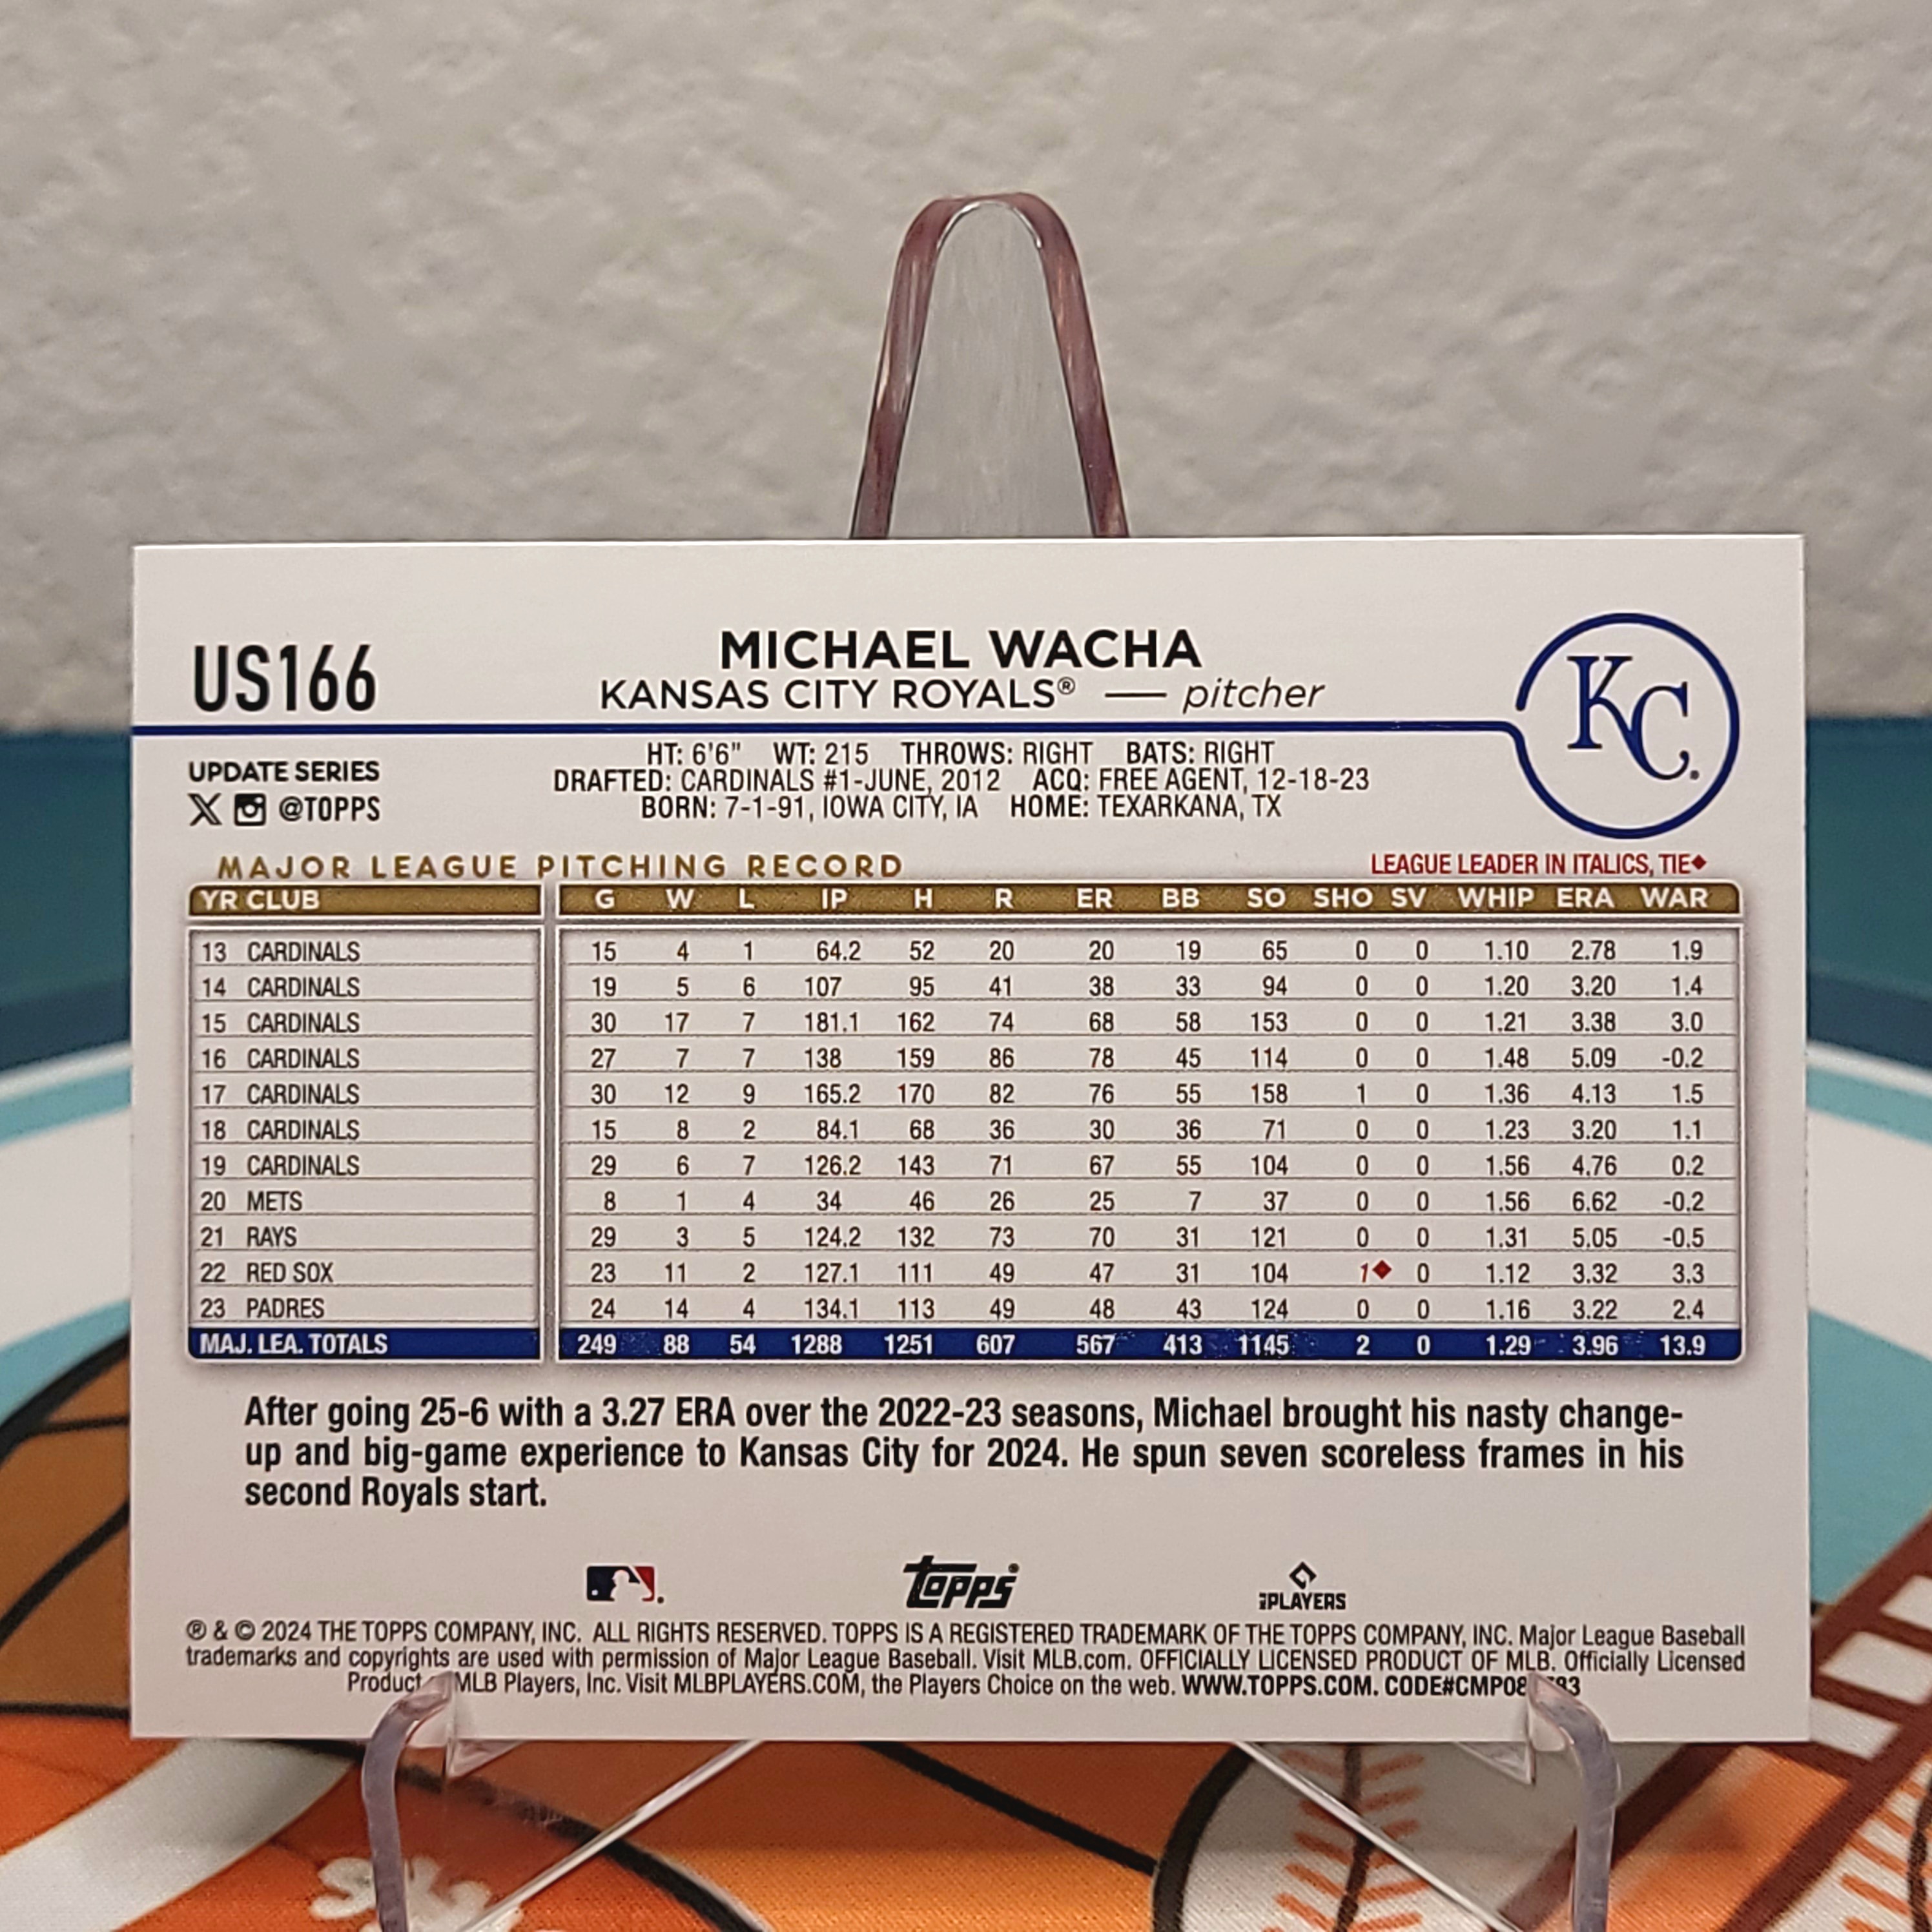 US166
MICHAEL WACHA
KANSAS CITY ROYALS® — pitcher
KC
UPDATE SERIES
@TOPPS
HT: 6'6" WT: 215 THROWS: RIGHT BATS: RIGHT
DRAFTED: CARDINALS #1-JUNE, 2012 ACQ: FREE AGENT, 12-18-23
BORN: 7-1-91, IOWA CITY, IA HOME: TEXARKANA, TX
MAJOR LEAGUE PITCHING RECORD LEAGUE LEADER IN ITALICS, TIE◆
YR CLUB G W L IP H R ER BB SO SHO SV WHIP ERA WAR
13 CARDINALS 15 4 1 64.2 52 20 20 19 65 0 0 1.10 2.78 1.9
14 CARDINALS 19 5 6 107 95 41 38 33 94 0 0 1.20 3.20 1.4
15 CARDINALS 30 17 7 181.1 162 74 68 58 153 0 0 1.21 3.38 3.0
16 CARDINALS 27 7 7 138 159 86 78 45 114 0 0 1.48 5.09 -0.2
17 CARDINALS 30 12 9 165.2 170 82 76 55 158 1 0 1.36 4.13 1.5
18 CARDINALS 15 8 2 84.1 68 36 30 36 71 0 0 1.23 3.20 1.1
19 CARDINALS 29 6 7 126.2 143 71 67 55 104 0 0 1.56 4.76 0.2
20 METS 8 1 4 34 46 26 25 7 37 0 0 1.56 6.62 -0.2
21 RAYS 29 3 5 124.2 132 73 70 31 121 0 0 1.31 5.05 -0.5
22 RED SOX 23 11 2 127.1 111 49 47 31 104 1◆ 0 1.12 3.32 3.3
23 PADRES 24 14 4 134.1 113 49 48 43 124 0 0 1.16 3.22 2.4
MAJ. LEA. TOTALS 249 88 54 1288 1251 607 567 413 1145 2 0 1.29 3.96 13.9
After going 25-6 with a 3.27 ERA over the 2022-23 seasons, Michael brought his nasty change-
up and big-game experience to Kansas City for 2024. He spun seven scoreless frames in his
second Royals start.
topps®
PLAYERS
® & © 2024 THE TOPPS COMPANY, INC. ALL RIGHTS RESERVED. TOPPS IS A REGISTERED TRADEMARK OF THE TOPPS COMPANY, INC. Major League Baseball
trademarks and copyrights are used with permission of Major League Baseball. Visit MLB.com. OFFICIALLY LICENSED PRODUCT OF MLB. Officially Licensed
Product MLB Players, Inc. Visit MLBPLAYERS.COM, the Players Choice on the web. WWW.TOPPS.COM.